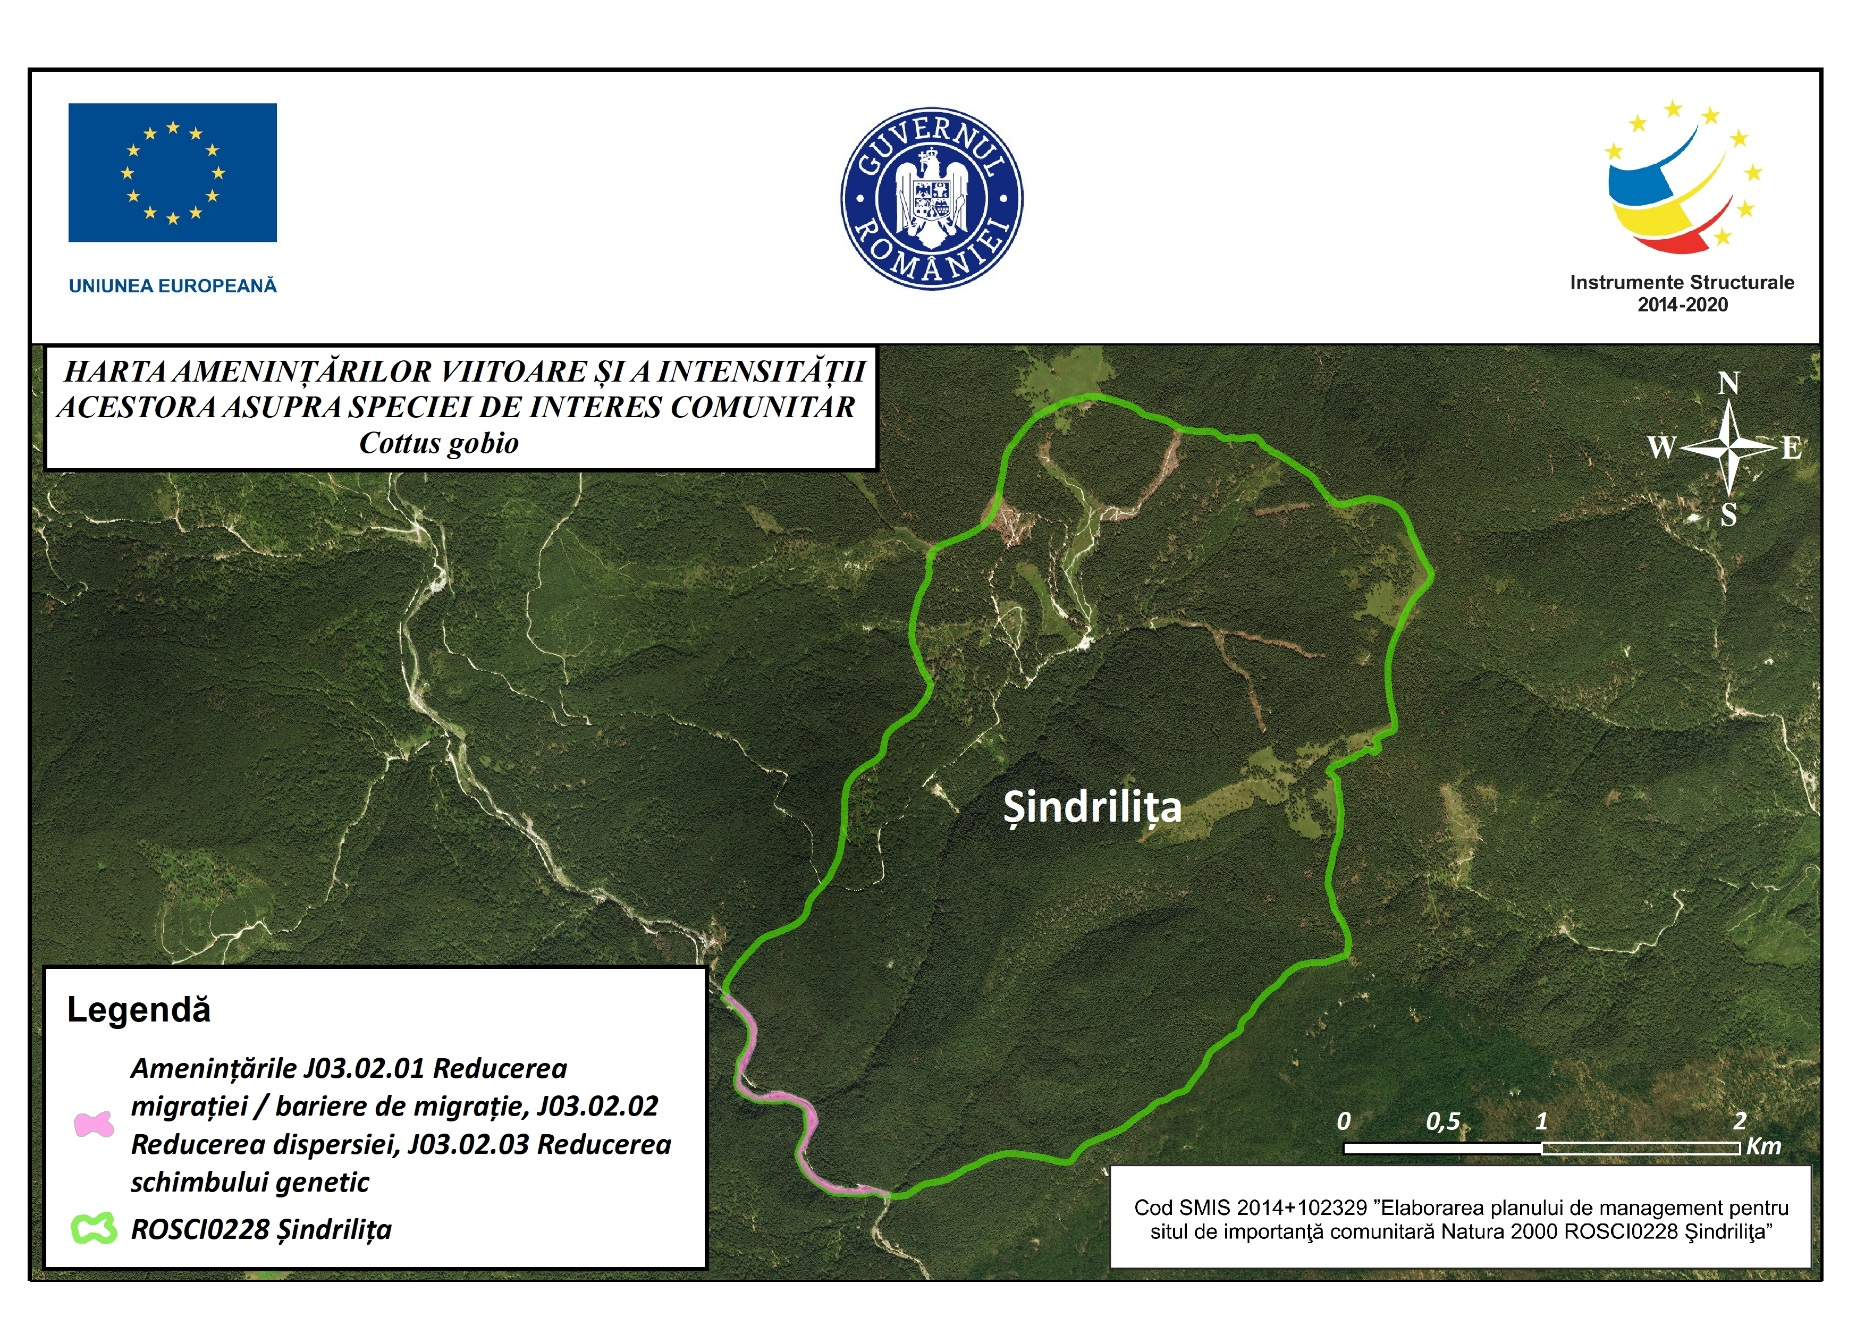 UNIUNEA EUROPEANĂ
GUVERNUL ROMÂNIEI
Instrumente Structurale
2014-2020
HARTA AMENINȚĂRILOR VIITOARE ȘI A INTENSITĂȚII
ACESTORA ASUPRA SPECIEI DE INTERES COMUNITAR
Cottus gobio
N
W E
S
Șindrilița
Legendă
Amenințările J03.02.01 Reducerea
migrației / bariere de migrație, J03.02.02
Reducerea dispersiei, J03.02.03 Reducerea
schimbului genetic
ROSCI0228 Șindrilița
0 0,5 1 2
Km
Cod SMIS 2014+102329 ”Elaborarea planului de management pentru
situl de importanţă comunitară Natura 2000 ROSCI0228 Şindriliţa”